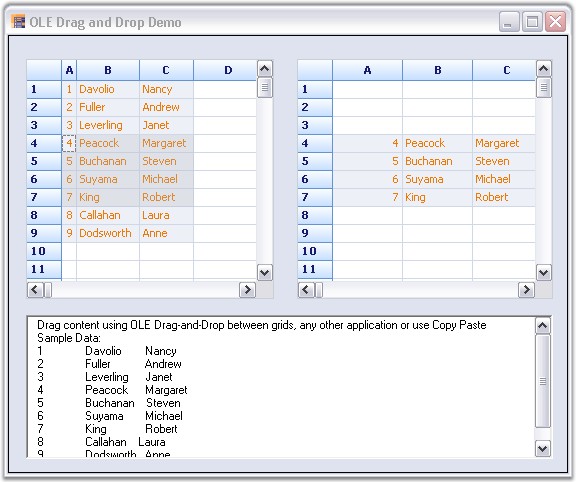 OLE Drag and Drop Demo
A B C D
1 1 Davolio Nancy
2 2 Fuller Andrew
3 3 Leverling Janet
4 4 Peacock Margaret
5 5 Buchanan Steven
6 6 Suyama Michael
7 7 King Robert
8 8 Callahan Laura
9 9 Dodsworth Anne
10
11
A B C
1
2
3
4 4 Peacock Margaret
5 5 Buchanan Steven
6 6 Suyama Michael
7 7 King Robert
8
9
10
11
Drag content using OLE Drag-and-Drop between grids, any other application or use Copy Paste
Sample Data:
1 Davolio Nancy
2 Fuller Andrew
3 Leverling Janet
4 Peacock Margaret
5 Buchanan Steven
6 Suyama Michael
7 King Robert
8 Callahan Laura
9 Dodsworth Anne